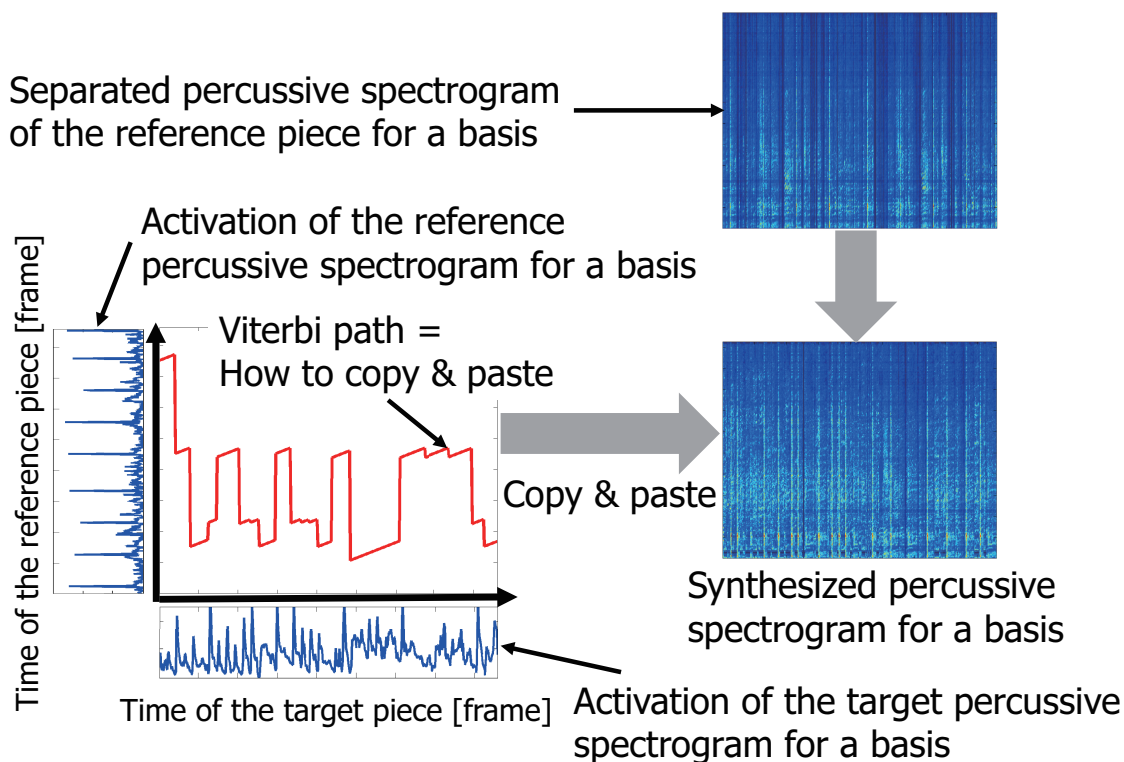 Separated percussive spectrogram
of the reference piece for a basis
Activation of the reference
percussive spectrogram for a basis
Time of the reference piece [frame]
Viterbi path =
How to copy & paste
Copy & paste
Synthesized percussive
spectrogram for a basis
Time of the target piece [frame]
Activation of the target percussive
spectrogram for a basis